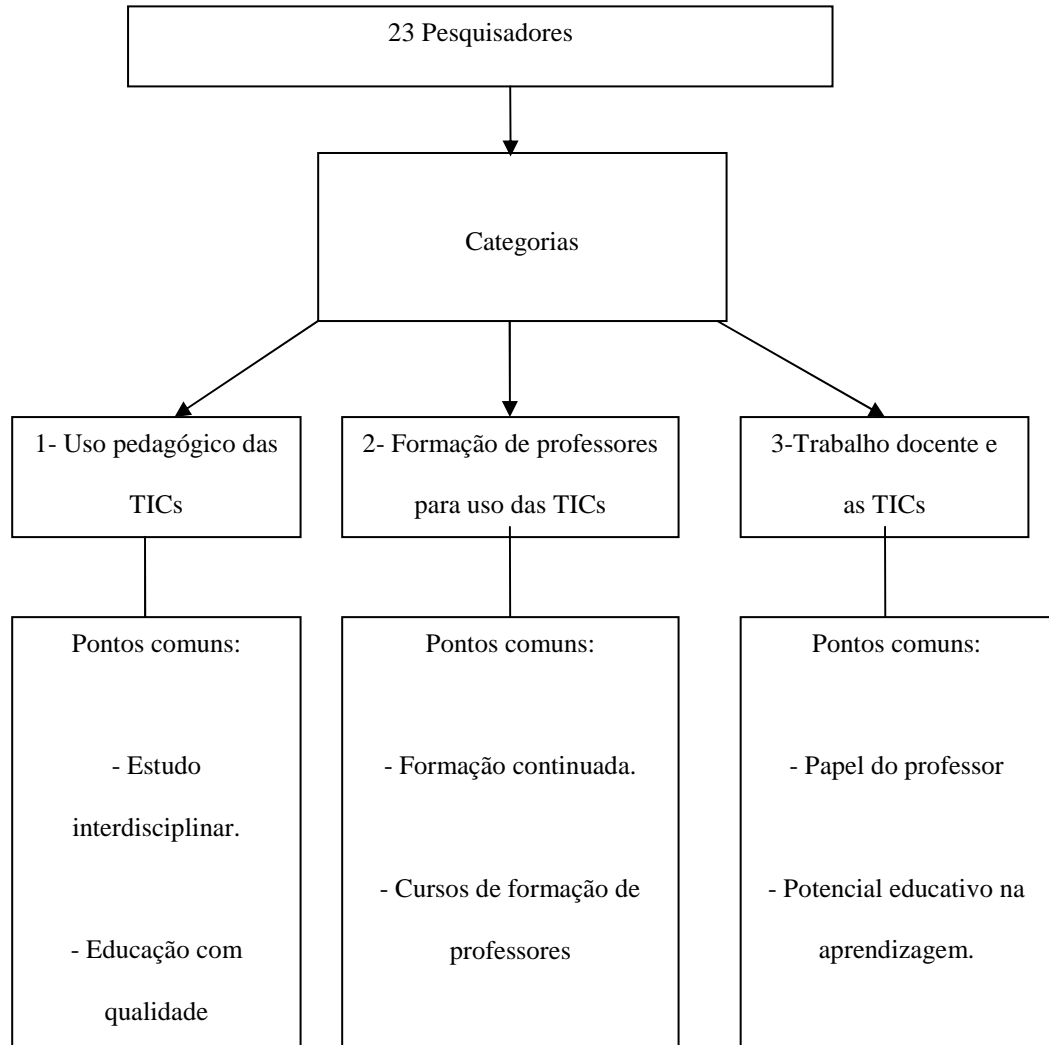 23 Pesquisadores
Categorias
1- Uso pedagógico das
TICs
2- Formação de professores
para uso das TICs
3-Trabalho docente e
as TICs
Pontos comuns:
- Estudo
interdisciplinar.
- Educação com
qualidade
Pontos comuns:
- Formação continuada.
- Cursos de formação de
professores
Pontos comuns:
- Papel do professor
- Potencial educativo na
aprendizagem.